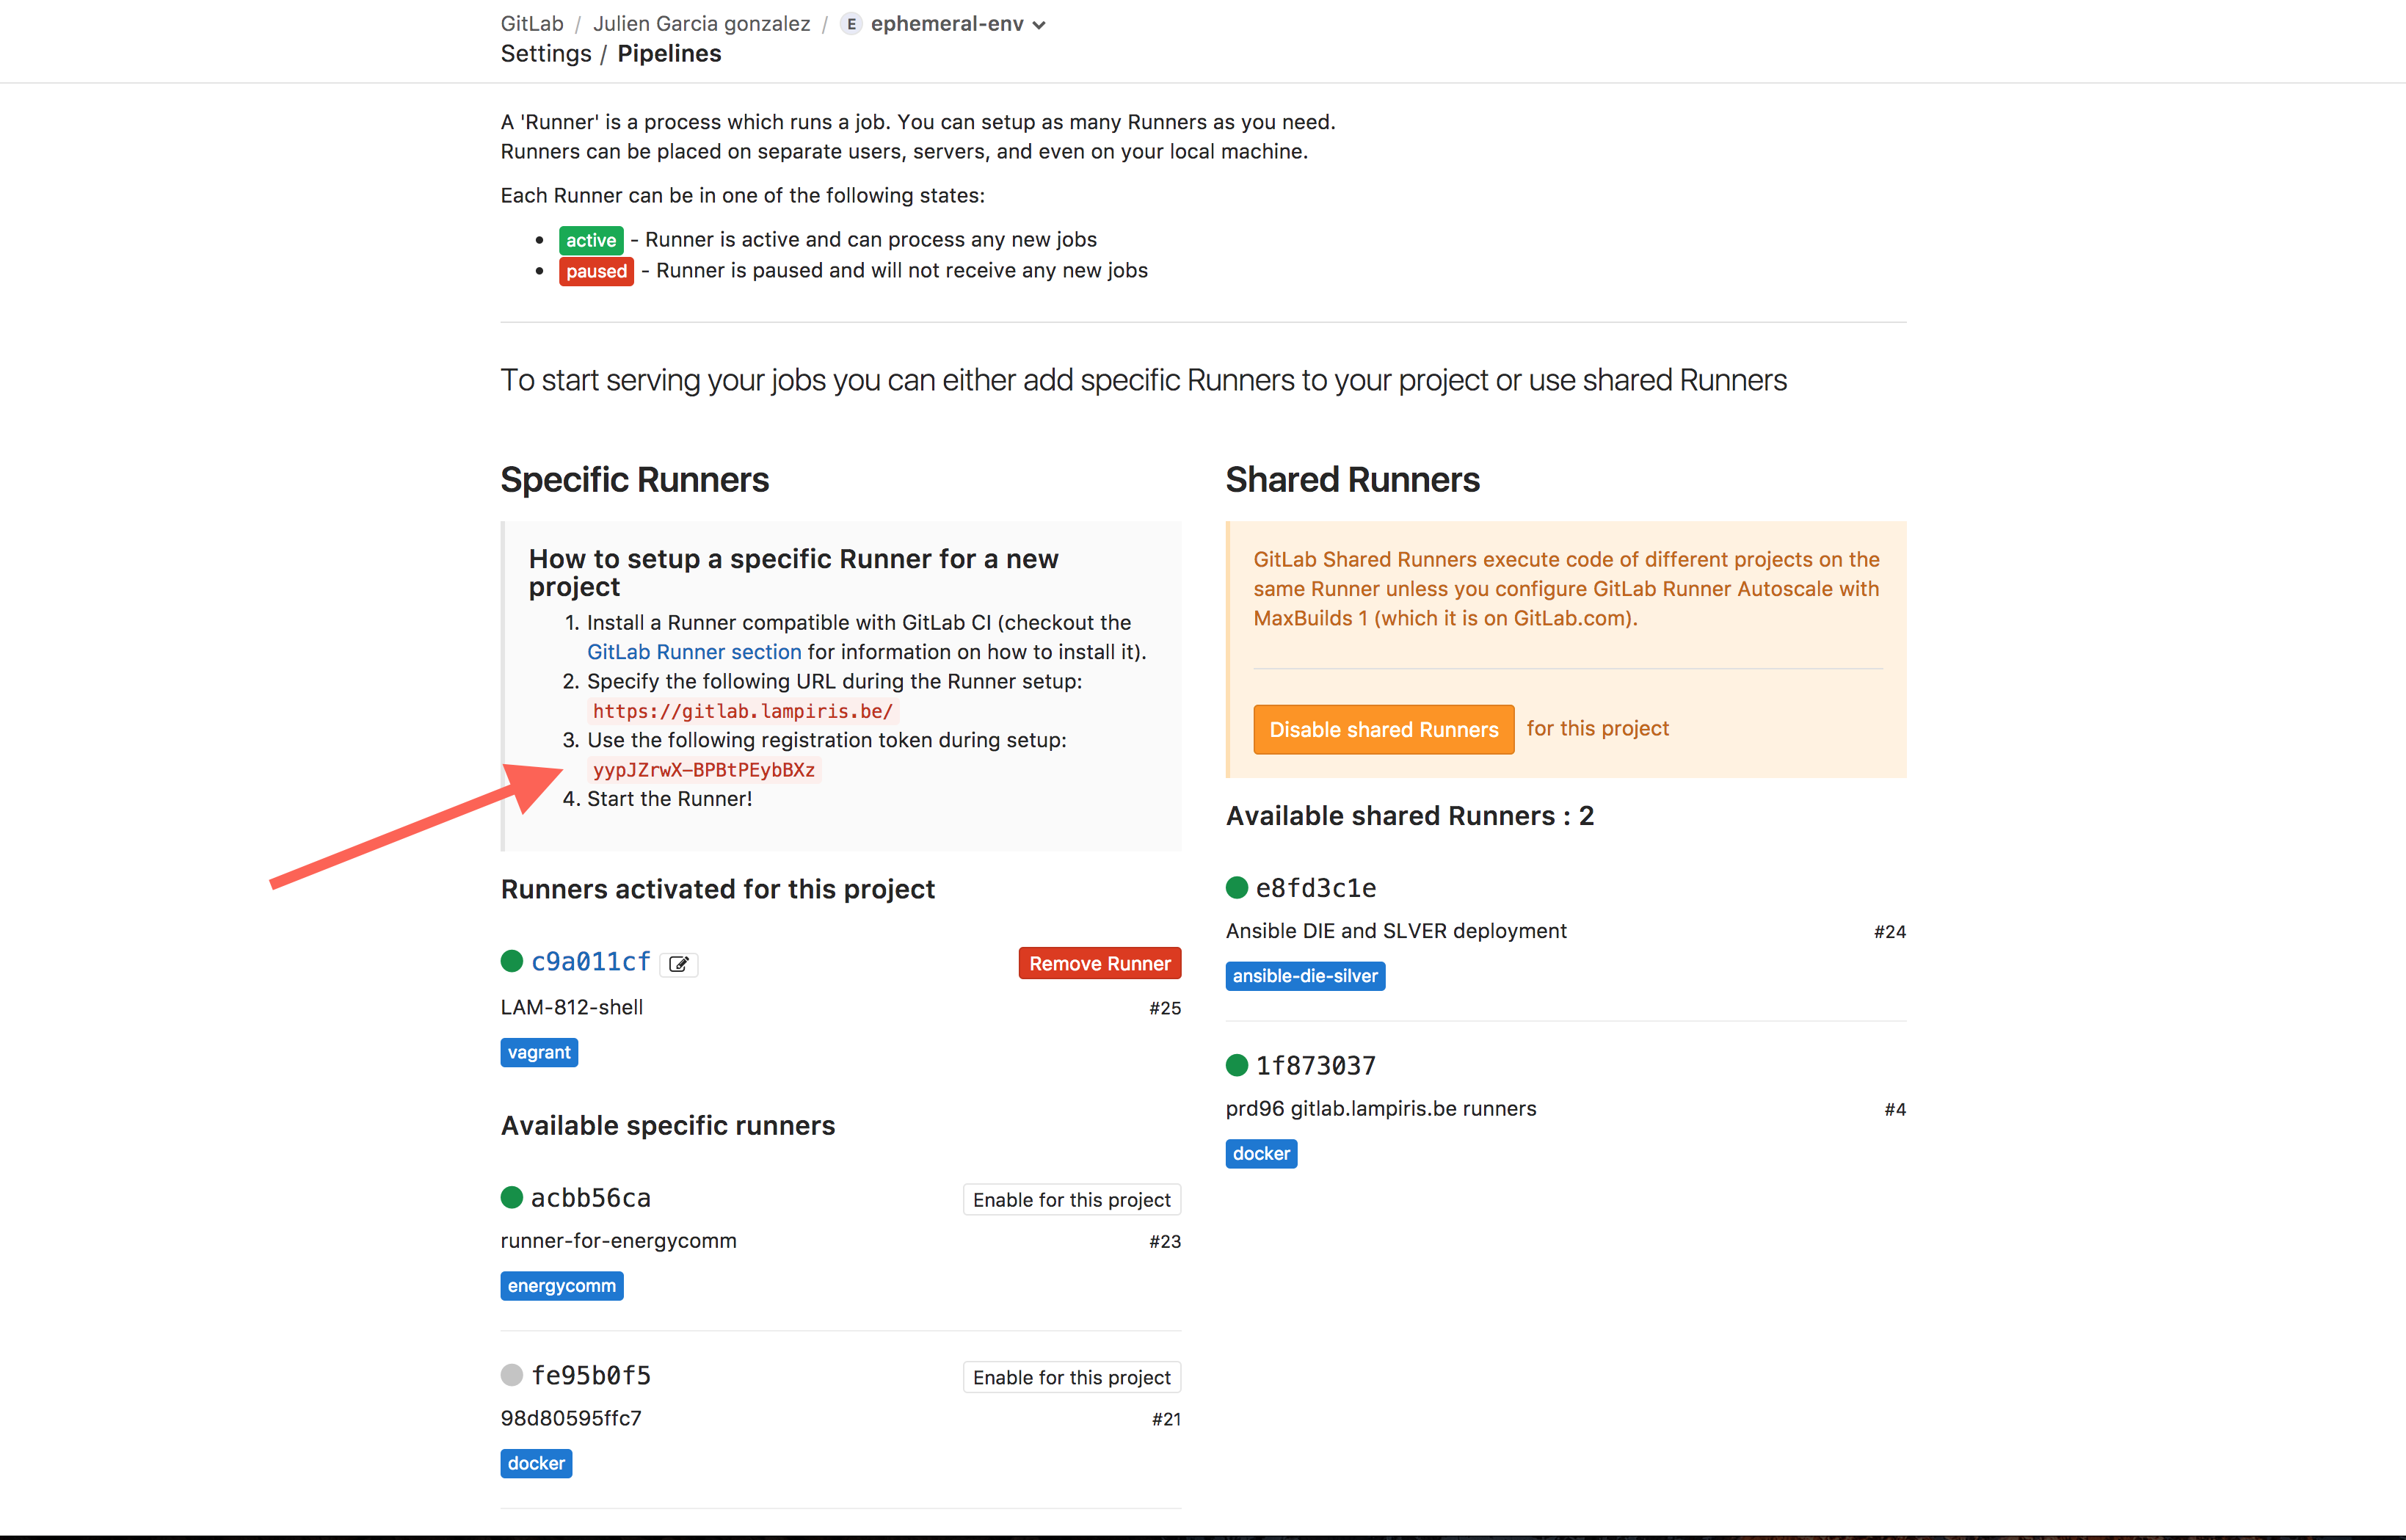 GitLab / Julien Garcia gonzalez / E ephemeral-env
Settings / Pipelines
A 'Runner' is a process which runs a job. You can setup as many Runners as you need.
Runners can be placed on separate users, servers, and even on your local machine.
Each Runner can be in one of the following states:
• active - Runner is active and can process any new jobs
• paused - Runner is paused and will not receive any new jobs
To start serving your jobs you can either add specific Runners to your project or use shared Runners
Specific Runners
How to setup a specific Runner for a new
project
1. Install a Runner compatible with GitLab CI (checkout the
GitLab Runner section for information on how to install it).
2. Specify the following URL during the Runner setup:
https://gitlab.lampiris.be/
3. Use the following registration token during setup:
yypJZrwX-BPBtPEybBXz
4. Start the Runner!
Runners activated for this project
c9a011cf
Remove Runner
LAM-812-shell
#25
vagrant
Available specific runners
acbb56ca
Enable for this project
runner-for-energycomm
#23
energycomm
fe95b0f5
Enable for this project
98d80595ffc7
#21
docker
Shared Runners
GitLab Shared Runners execute code of different projects on the
same Runner unless you configure GitLab Runner Autoscale with
MaxBuilds 1 (which it is on GitLab.com).
Disable shared Runners for this project
Available shared Runners : 2
e8fd3c1e
Ansible DIE and SLVER deployment
#24
ansible-die-silver
1f873037
prd96 gitlab.lampiris.be runners
#4
docker